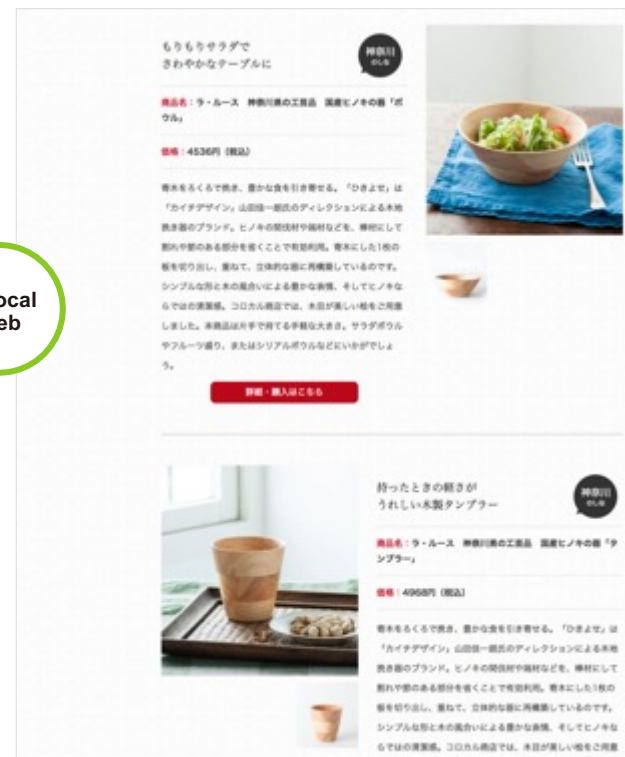 もりもりサラダで
さわやかなテーブルに
神奈川
のしな
商品名：ラ・ルース 神奈川県の工芸品 国産ヒノキの器「ボ
ウル」
価格：4536円（税込）
寄木をろくろで挽き、豊かな食を引き寄せる。「ひきよせ」は
「カイチデザイン」山田佳一朗氏のディレクションによる木地
挽き器のブランド。ヒノキの間伐材や端材などを、棒材にして
割れや節のある部分を省くことで有効利用。寄木にした1枚の
板を切り出し、重ねて、立体的な器に再構築しているのです。
シンプルな形と木の風合いによる豊かな表情、そしてヒノキな
らではの清潔感。コロカル商店では、木目が美しい桧をご用意
しました。本商品は片手で持てる手軽な大きさ。サラダボウル
やフルーツ盛り、またはシリアルボウルなどにいかがでしょ
う。
詳細・購入はこちら
ocal
eb
持ったときの軽さが
うれしい木製タンブラー
神奈川
のしな
商品名：ラ・ルース 神奈川県の工芸品 国産ヒノキの器「タ
ンブラー」
価格：4968円（税込）
寄木をろくろで挽き、豊かな食を引き寄せる。「ひきよせ」は
「カイチデザイン」山田佳一朗氏のディレクションによる木地
挽き器のブランド。ヒノキの間伐材や端材などを、棒材にして
割れや節のある部分を省くことで有効利用。寄木にした1枚の
板を切り出し、重ねて、立体的な器に再構築しているのです。
シンプルな形と木の風合いによる豊かな表情、そしてヒノキな
らではの清潔感。コロカル商店では、木目が美しい桧をご用意